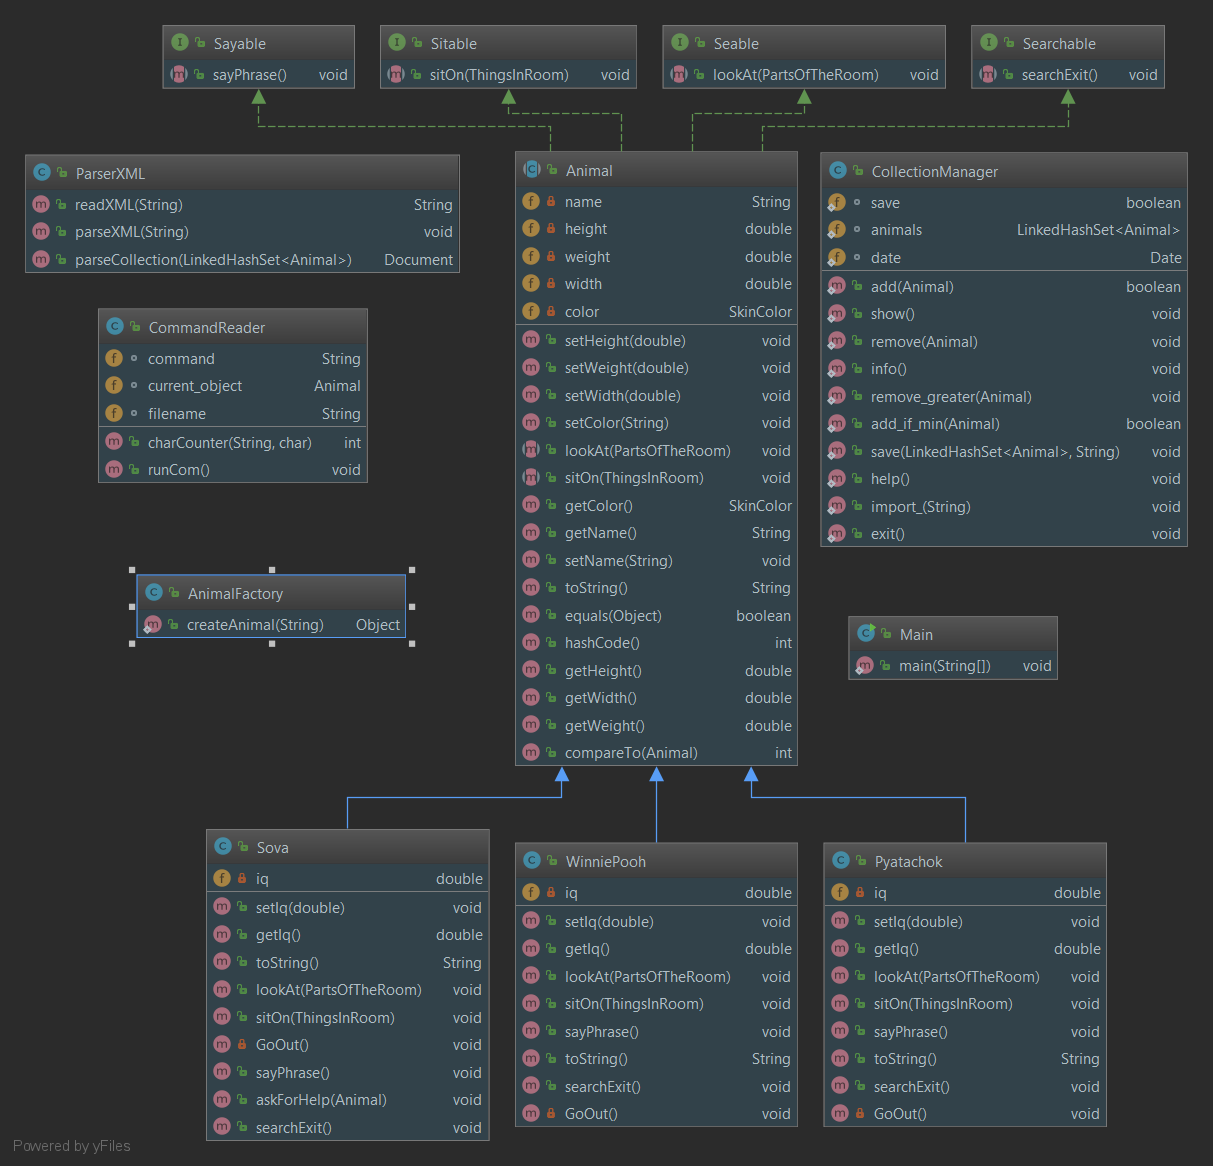 Sayable
sayPhrase() void
Sitable
sitOn(ThingsInRoom) void
Seable
lookAt(PartsOfTheRoom) void
Searchable
searchExit() void
ParserXML
readXML(String) String
parseXML(String) void
parseCollection(LinkedHashSet<Animal>) Document
Animal
name String
height double
weight double
width double
color SkinColor
setHeight(double) void
setWeight(double) void
setWidth(double) void
setColor(String) void
lookAt(PartsOfTheRoom) void
sitOn(ThingsInRoom) void
getColor() SkinColor
getName() String
setName(String) void
toString() String
equals(Object) boolean
hashCode() int
getHeight() double
getWidth() double
getWeight() double
compareTo(Animal) int
CollectionManager
save boolean
animals LinkedHashSet<Animal>
date Date
add(Animal) boolean
show() void
remove(Animal) void
info() void
remove_greater(Animal) void
add_if_min(Animal) boolean
save(LinkedHashSet<Animal>, String) void
help() void
import_(String) void
exit() void
CommandReader
command String
current_object Animal
filename String
charCounter(String, char) int
runCom() void
AnimalFactory
createAnimal(String) Object
Main
main(String[]) void
Sova
iq double
setIq(double) void
getIq() double
toString() String
lookAt(PartsOfTheRoom) void
sitOn(ThingsInRoom) void
GoOut() void
sayPhrase() void
askForHelp(Animal) void
searchExit() void
WinniePooh
iq double
setIq(double) void
getIq() double
lookAt(PartsOfTheRoom) void
sitOn(ThingsInRoom) void
sayPhrase() void
toString() String
searchExit() void
GoOut() void
Pyatachok
iq double
setIq(double) void
getIq() double
lookAt(PartsOfTheRoom) void
sitOn(ThingsInRoom) void
sayPhrase() void
toString() String
searchExit() void
GoOut() void
Powered by yFiles